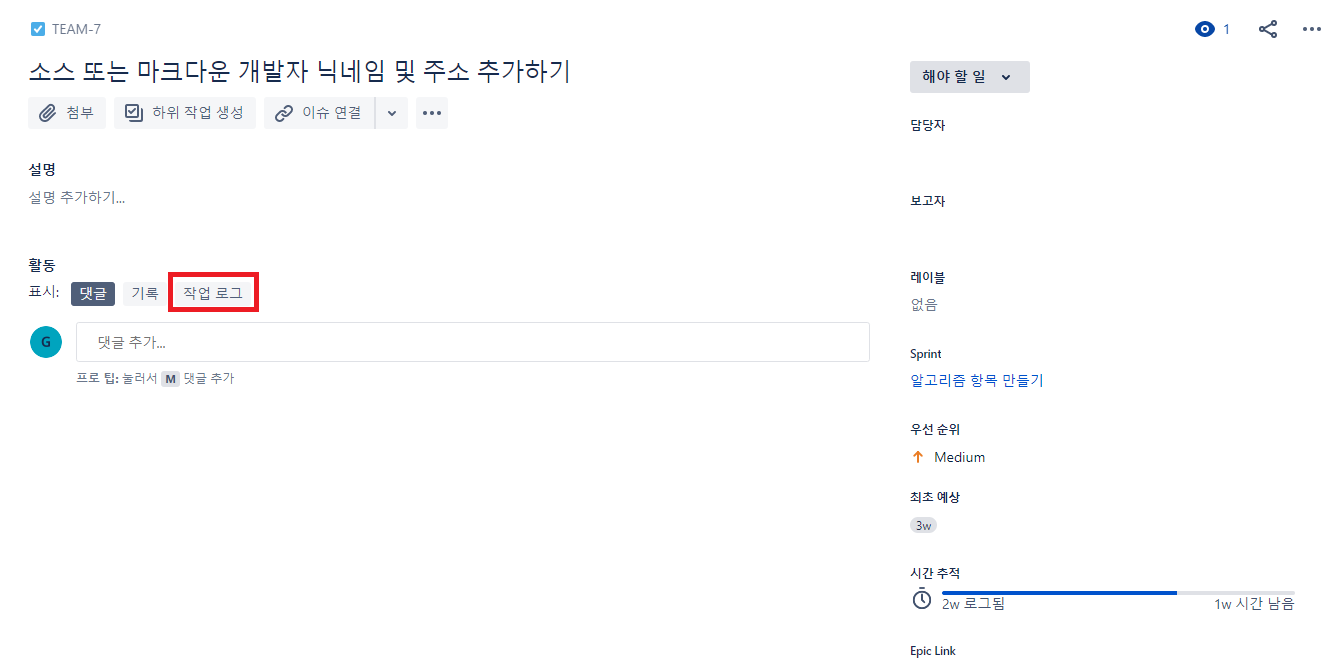 TEAM-7
1
소스 또는 마크다운 개발자 닉네임 및 주소 추가하기
첨부
하위 작업 생성
이슈 연결
설명
설명 추가하기...
활동
표시: 댓글 기록 작업 로그
G
댓글 추가...
프로 팁: 눌러서 M 댓글 추가
해야 할 일
담당자
보고자
레이블
없음
Sprint
알고리즘 항목 만들기
우선 순위
Medium
최초 예상
3w
시간 추적
2w 로그됨
1w 시간 남음
Epic Link